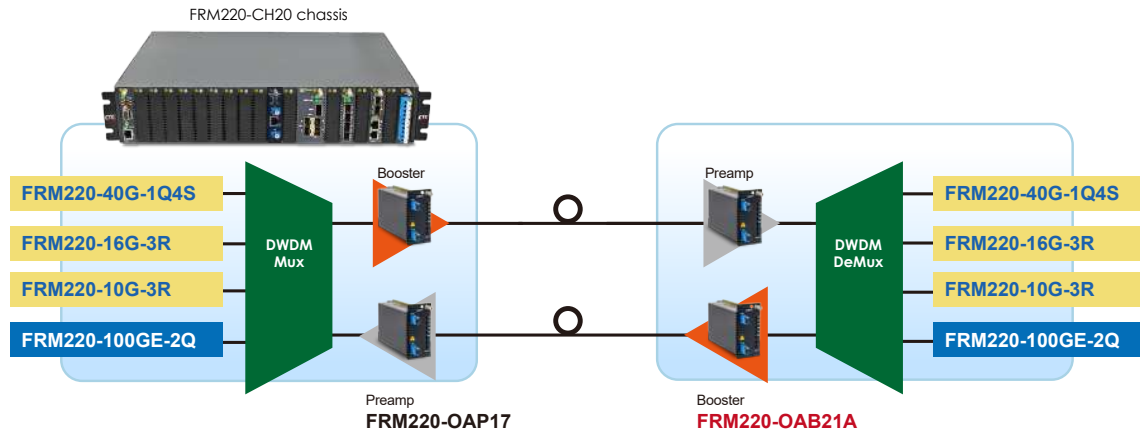 FRM220-CH20 chassis
Booster
Preamp
FRM220-40G-1Q4S
FRM220-16G-3R
FRM220-10G-3R
FRM220-100GE-2Q
DWDM
Mux
DWDM
DeMux
FRM220-40G-1Q4S
FRM220-16G-3R
FRM220-10G-3R
FRM220-100GE-2Q
Preamp
FRM220-OAP17
Booster
FRM220-OAB21A